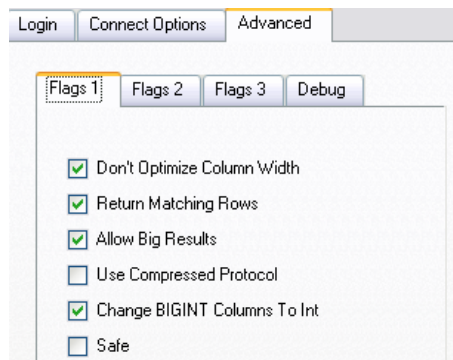 Login Connect Options Advanced
Flags 1 Flags 2 Flags 3 Debug
Don't Optimize Column Width
Return Matching Rows
Allow Big Results
Use Compressed Protocol
Change BIGINT Columns To Int
Safe